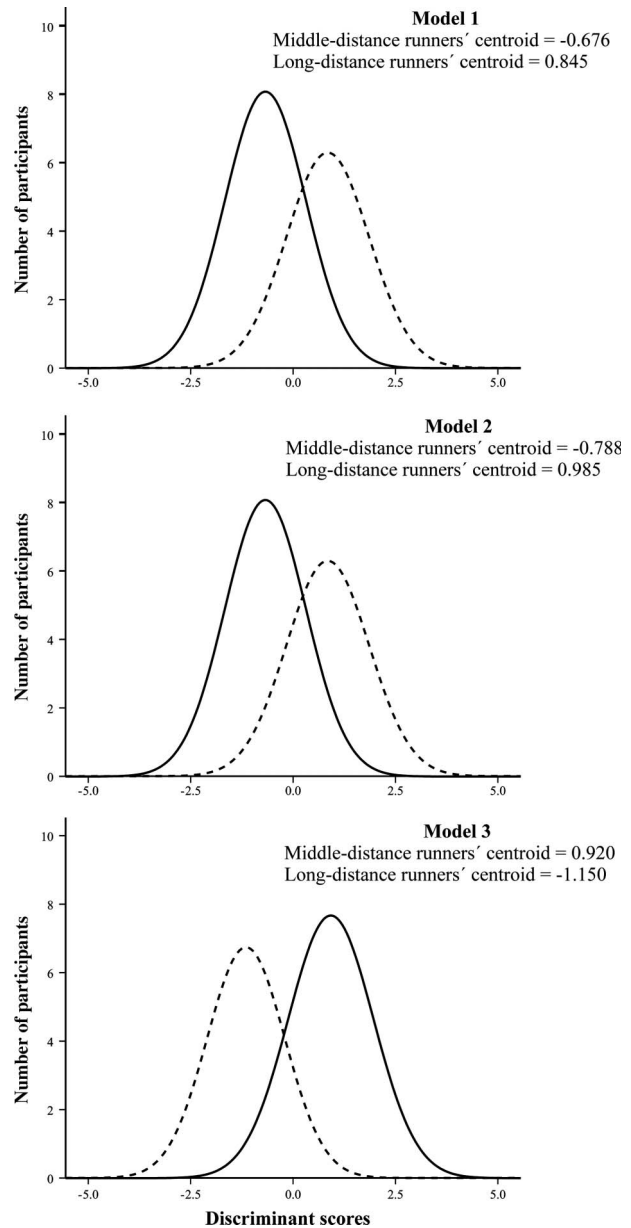 Model 1
Middle-distance runners´ centroid = -0.676
Long-distance runners´ centroid = 0.845
Number of participants
10
8
6
4
2
0
-5.0 -2.5 0.0 2.5 5.0
Model 2
Middle-distance runners´ centroid = -0.788
Long-distance runners´ centroid = 0.985
Number of participants
10
8
6
4
2
0
-5.0 -2.5 0.0 2.5 5.0
Model 3
Middle-distance runners´ centroid = 0.920
Long-distance runners´ centroid = -1.150
Number of participants
10
8
6
4
2
0
-5.0 -2.5 0.0 2.5 5.0
Discriminant scores